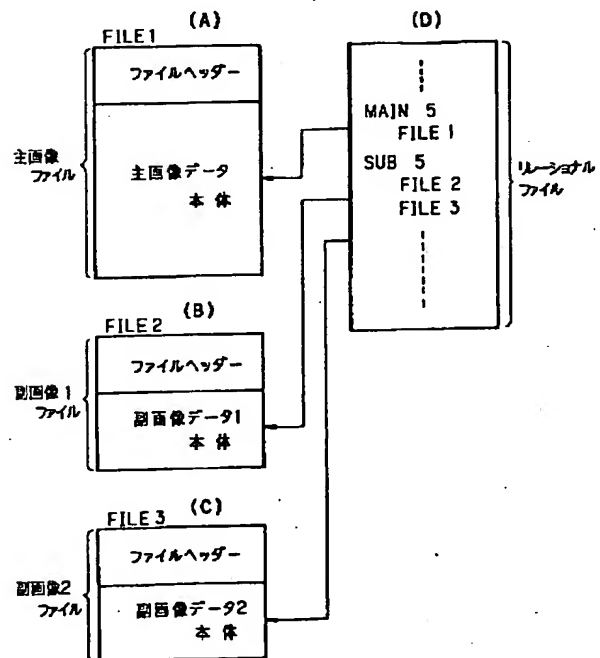 (A)
FILE1
ファイルヘッダー
主画像データ
本体
主画像
ファイル
(D)
MAIN 5
FILE 1
SUB 5
FILE 2
FILE 3
リレーショナル
ファイル
(B)
FILE2
ファイルヘッダー
副画像データ1
本体
副画像1
ファイル
(C)
FILE3
ファイルヘッダー
副画像データ2
本体
副画像2
ファイル